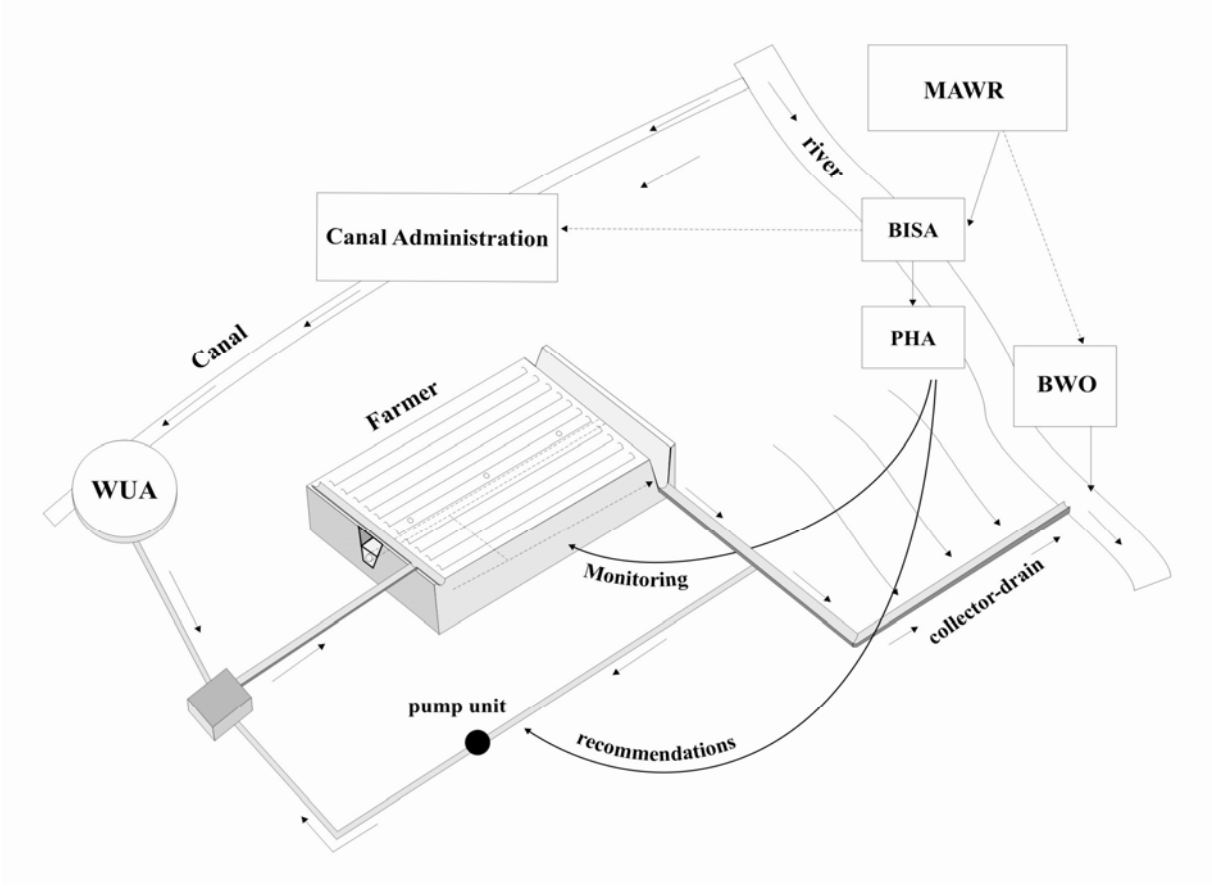 MAWR
river
BISA
Canal Administration
PHA
Canal
BWO
Farmer
WUA
Monitoring
collector-drain
pump unit
recommendations